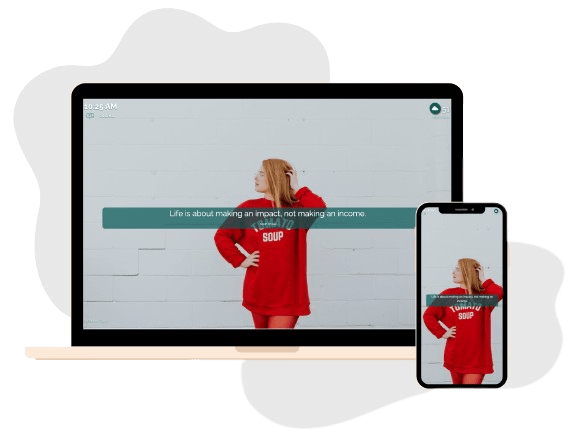 10:25 AM
Life is about making an impact, not making an income.
TOMATO
SOUP
Life is about making an impact, not making an
income.
TOMATO
SOUP